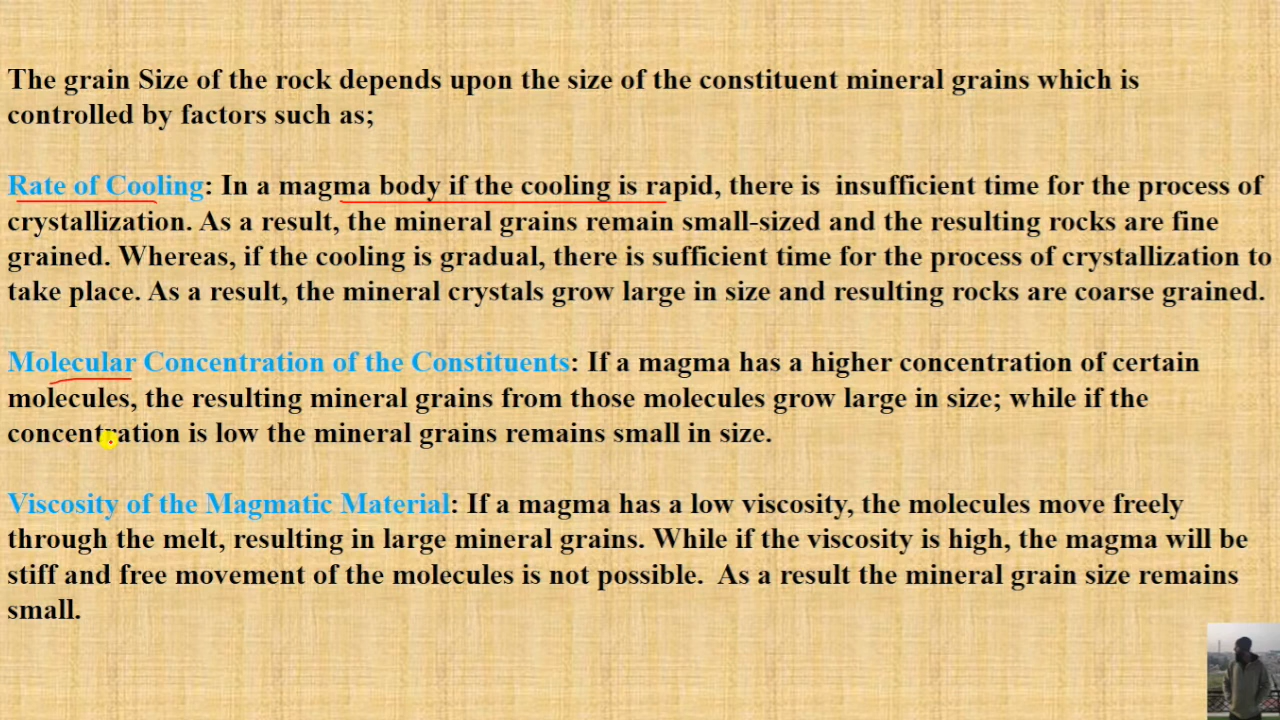 The grain Size of the rock depends upon the size of the constituent mineral grains which is
controlled by factors such as;
Rate of Cooling: In a magma body if the cooling is rapid, there is insufficient time for the process of
crystallization. As a result, the mineral grains remain small-sized and the resulting rocks are fine
grained. Whereas, if the cooling is gradual, there is sufficient time for the process of crystallization to
take place. As a result, the mineral crystals grow large in size and resulting rocks are coarse grained.
Molecular Concentration of the Constituents: If a magma has a higher concentration of certain
molecules, the resulting mineral grains from those molecules grow large in size; while if the
concentration is low the mineral grains remains small in size.
Viscosity of the Magmatic Material: If a magma has a low viscosity, the molecules move freely
through the melt, resulting in large mineral grains. While if the viscosity is high, the magma will be
stiff and free movement of the molecules is not possible. As a result the mineral grain size remains
small.